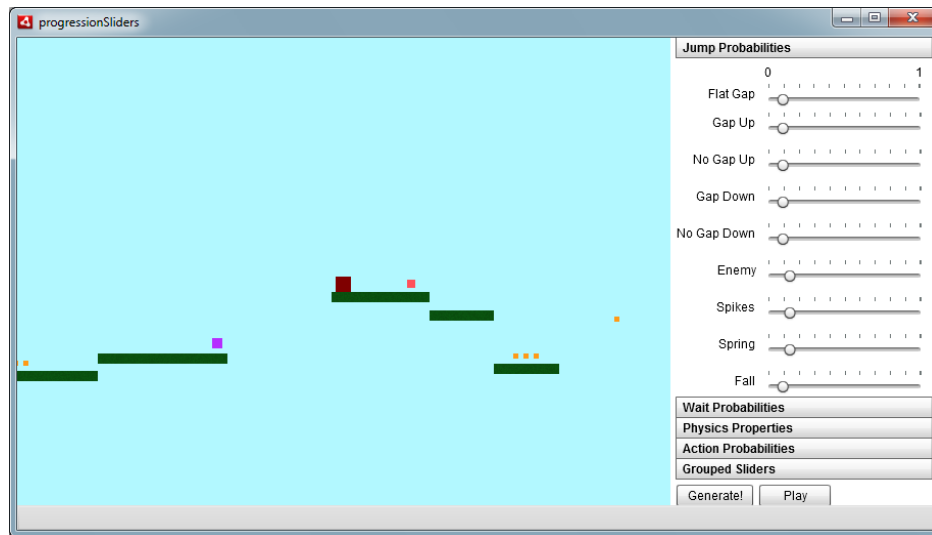 progressionSliders
Jump Probabilities
0 1
Flat Gap
Gap Up
No Gap Up
Gap Down
No Gap Down
Enemy
Spikes
Spring
Fall
Wait Probabilities
Physics Properties
Action Probabilities
Grouped Sliders
Generate! Play